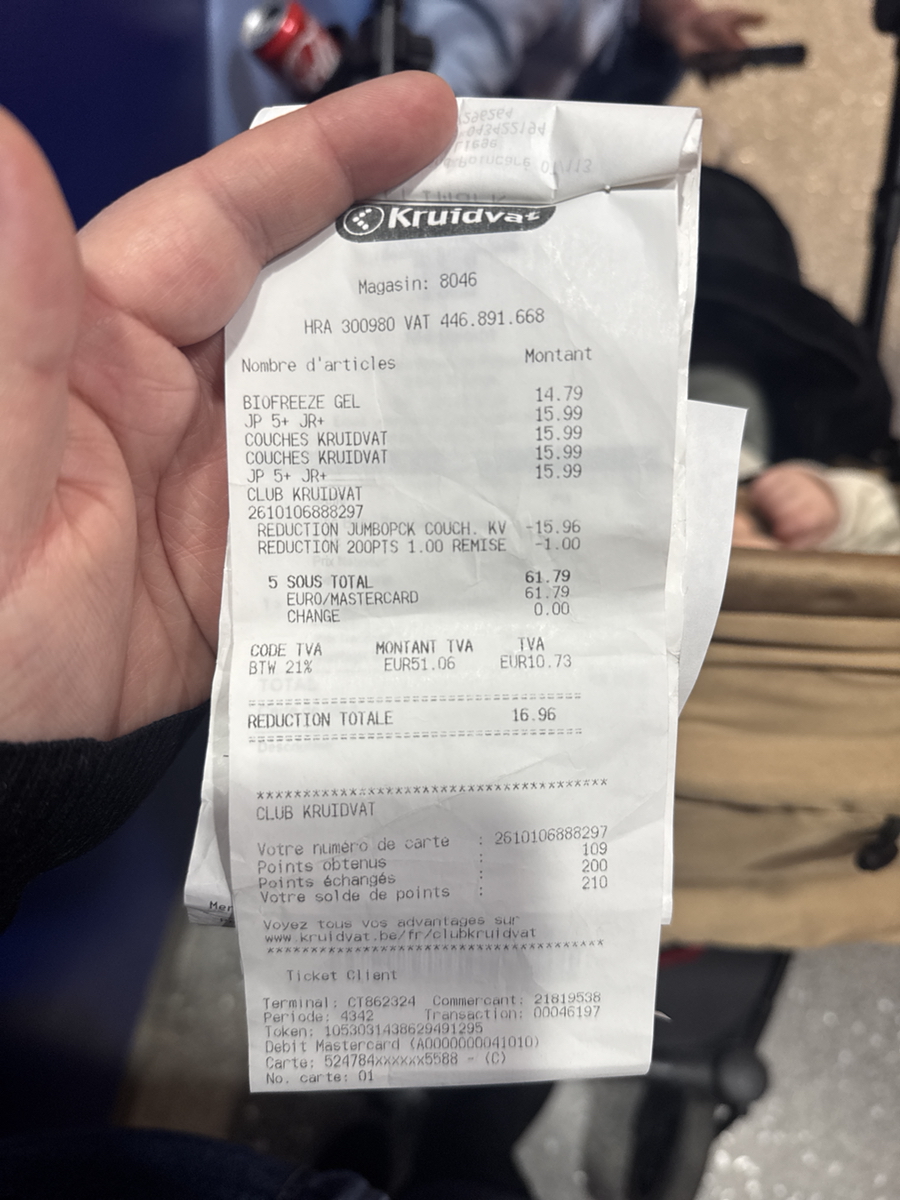 Kruidvat
Magasin: 8046
HRA 300980 VAT 446.891.668
Nombre d'articles Montant
BIOFREEZE GEL 14.79
JP 5+ JR+ 15.99
COUCHES KRUIDVAT 15.99
COUCHES KRUIDVAT 15.99
JP 5+ JR+ 15.99
CLUB KRUIDVAT
2610106888297
REDUCTION JUMBOPCK COUCH. KV -15.96
REDUCTION 200PTS 1.00 REMISE -1.00
5 SOUS TOTAL 61.79
EURO/MASTERCARD 61.79
CHANGE 0.00
CODE TVA MONTANT TVA TVA
BTW 21% EUR51.06 EUR10.73
===========================================
REDUCTION TOTALE 16.96
===========================================
******************************************
CLUB KRUIDVAT
Votre numéro de carte : 2610106888297
Points obtenus : 109
Points échangés : 200
Votre solde de points : 210
Voyez tous vos advantages sur
www.kruidvat.be/fr/clubkruidvat
******************************************
Ticket Client
Terminal: CT862324 Commercant: 21819538
Periode: 4342 Transaction: 00046197
Token: 1053031438629491295
Debit Mastercard (A0000000041010)
Carte: 524784xxxxxx5588 - (C)
No. carte: 01